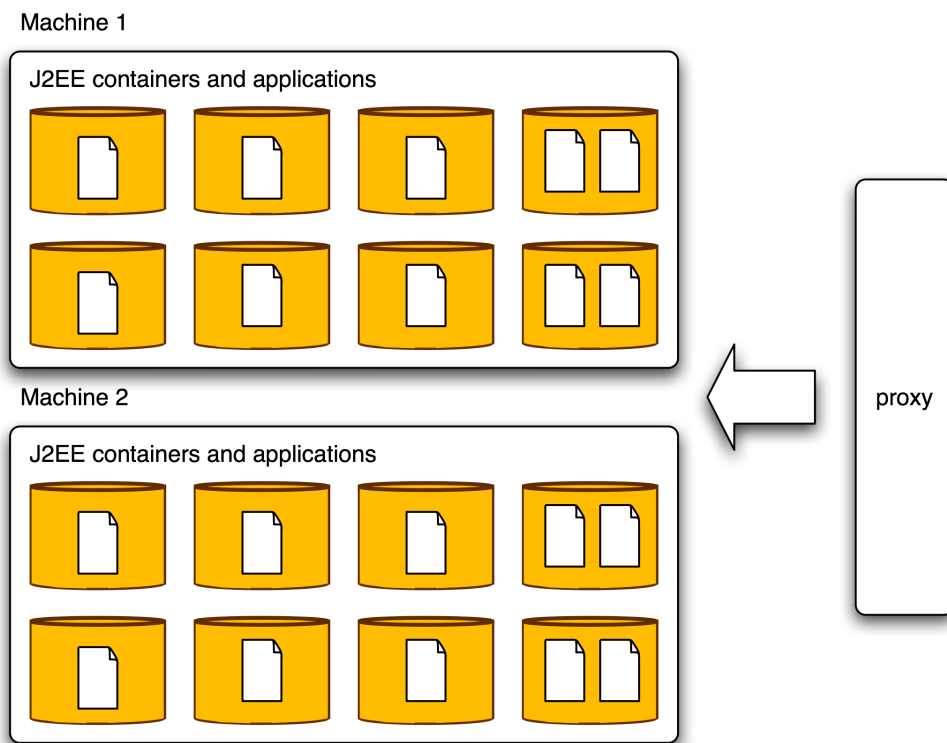 Machine 1
J2EE containers and applications
Machine 2
J2EE containers and applications
proxy